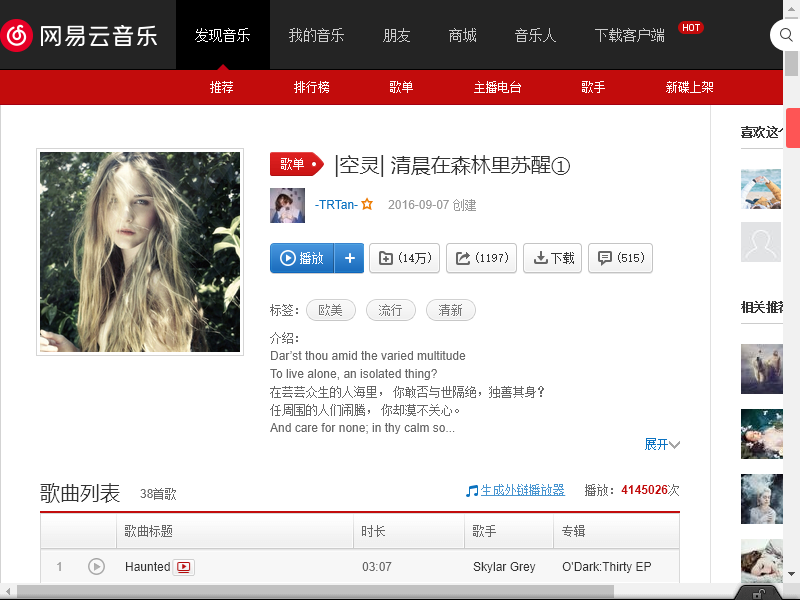 网易云音乐
发现音乐
我的音乐
朋友
商城
音乐人
下载客户端
HOT
推荐
排行榜
歌单
主播电台
歌手
新碟上架
歌单
|空灵| 清晨在森林里苏醒①
-TRTan-
2016-09-07 创建
播放
+
(14万)
(1197)
下载
(515)
标签：
欧美
流行
清新
介绍：
Dar'st thou amid the varied multitude
To live alone, an isolated thing?
在芸芸众生的人海里， 你敢否与世隔绝，独善其身？
任周围的人们闹腾， 你却漠不关心。
And care for none; in thy calm so...
展开
喜欢这个
相关推荐
歌曲列表
38首歌
生成外链播放器
播放：4145026次
歌曲标题
时长
歌手
专辑
1
Haunted
03:07
Skylar Grey
O'Dark:Thirty EP